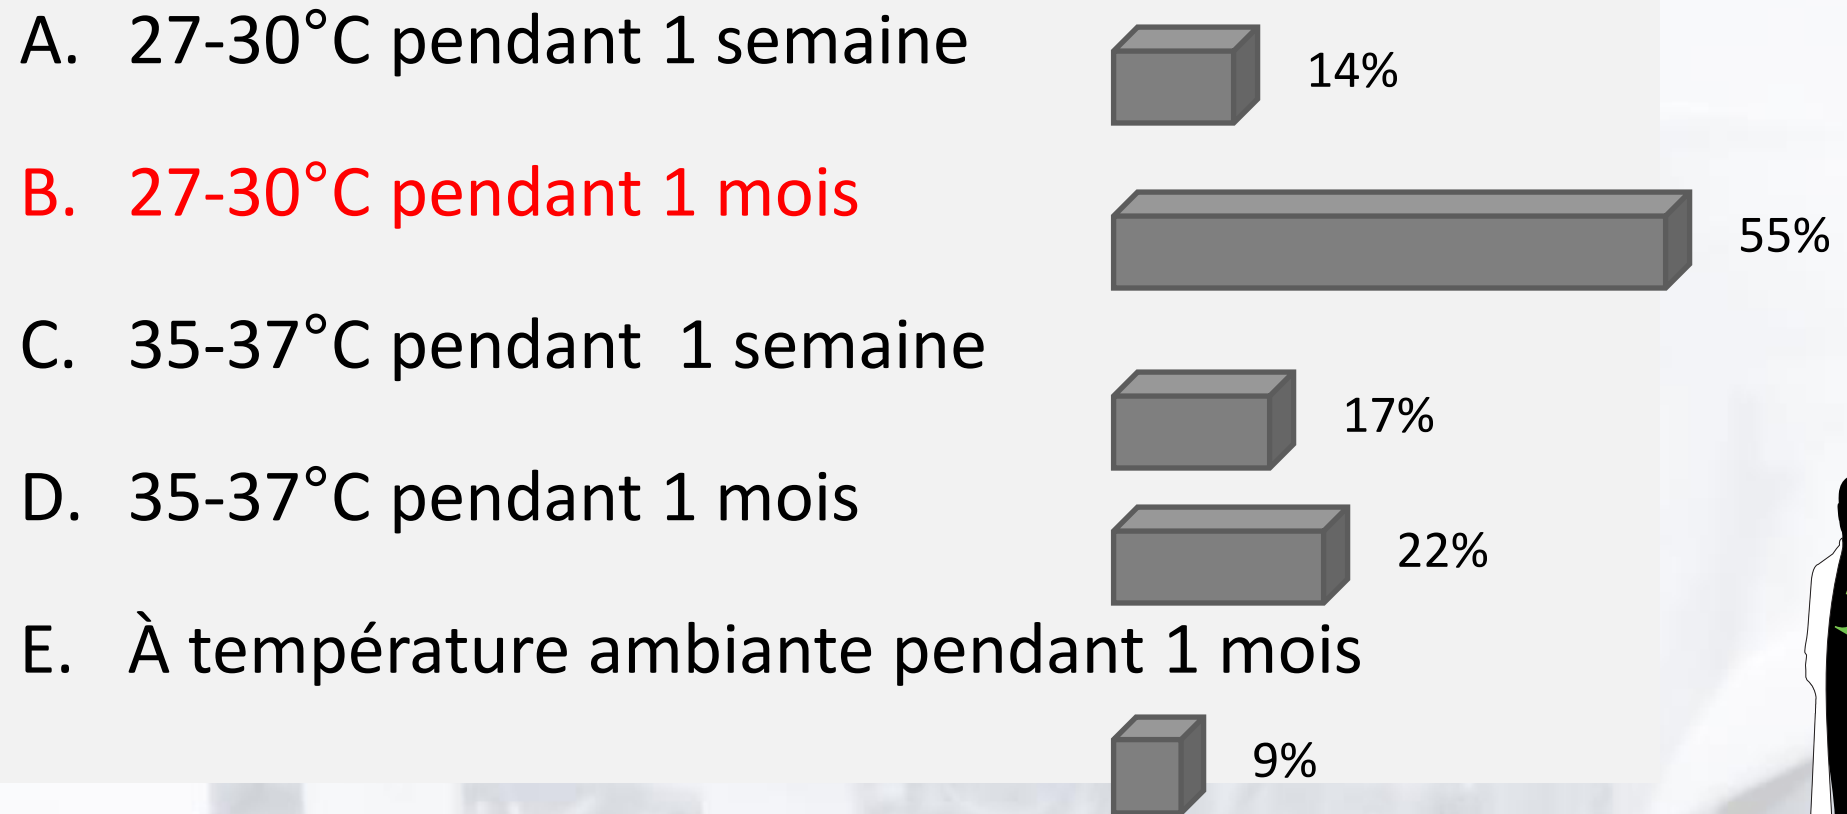 A. 27-30°C pendant 1 semaine
14%
B. 27-30°C pendant 1 mois
55%
C. 35-37°C pendant 1 semaine
17%
D. 35-37°C pendant 1 mois
22%
E. À température ambiante pendant 1 mois
9%